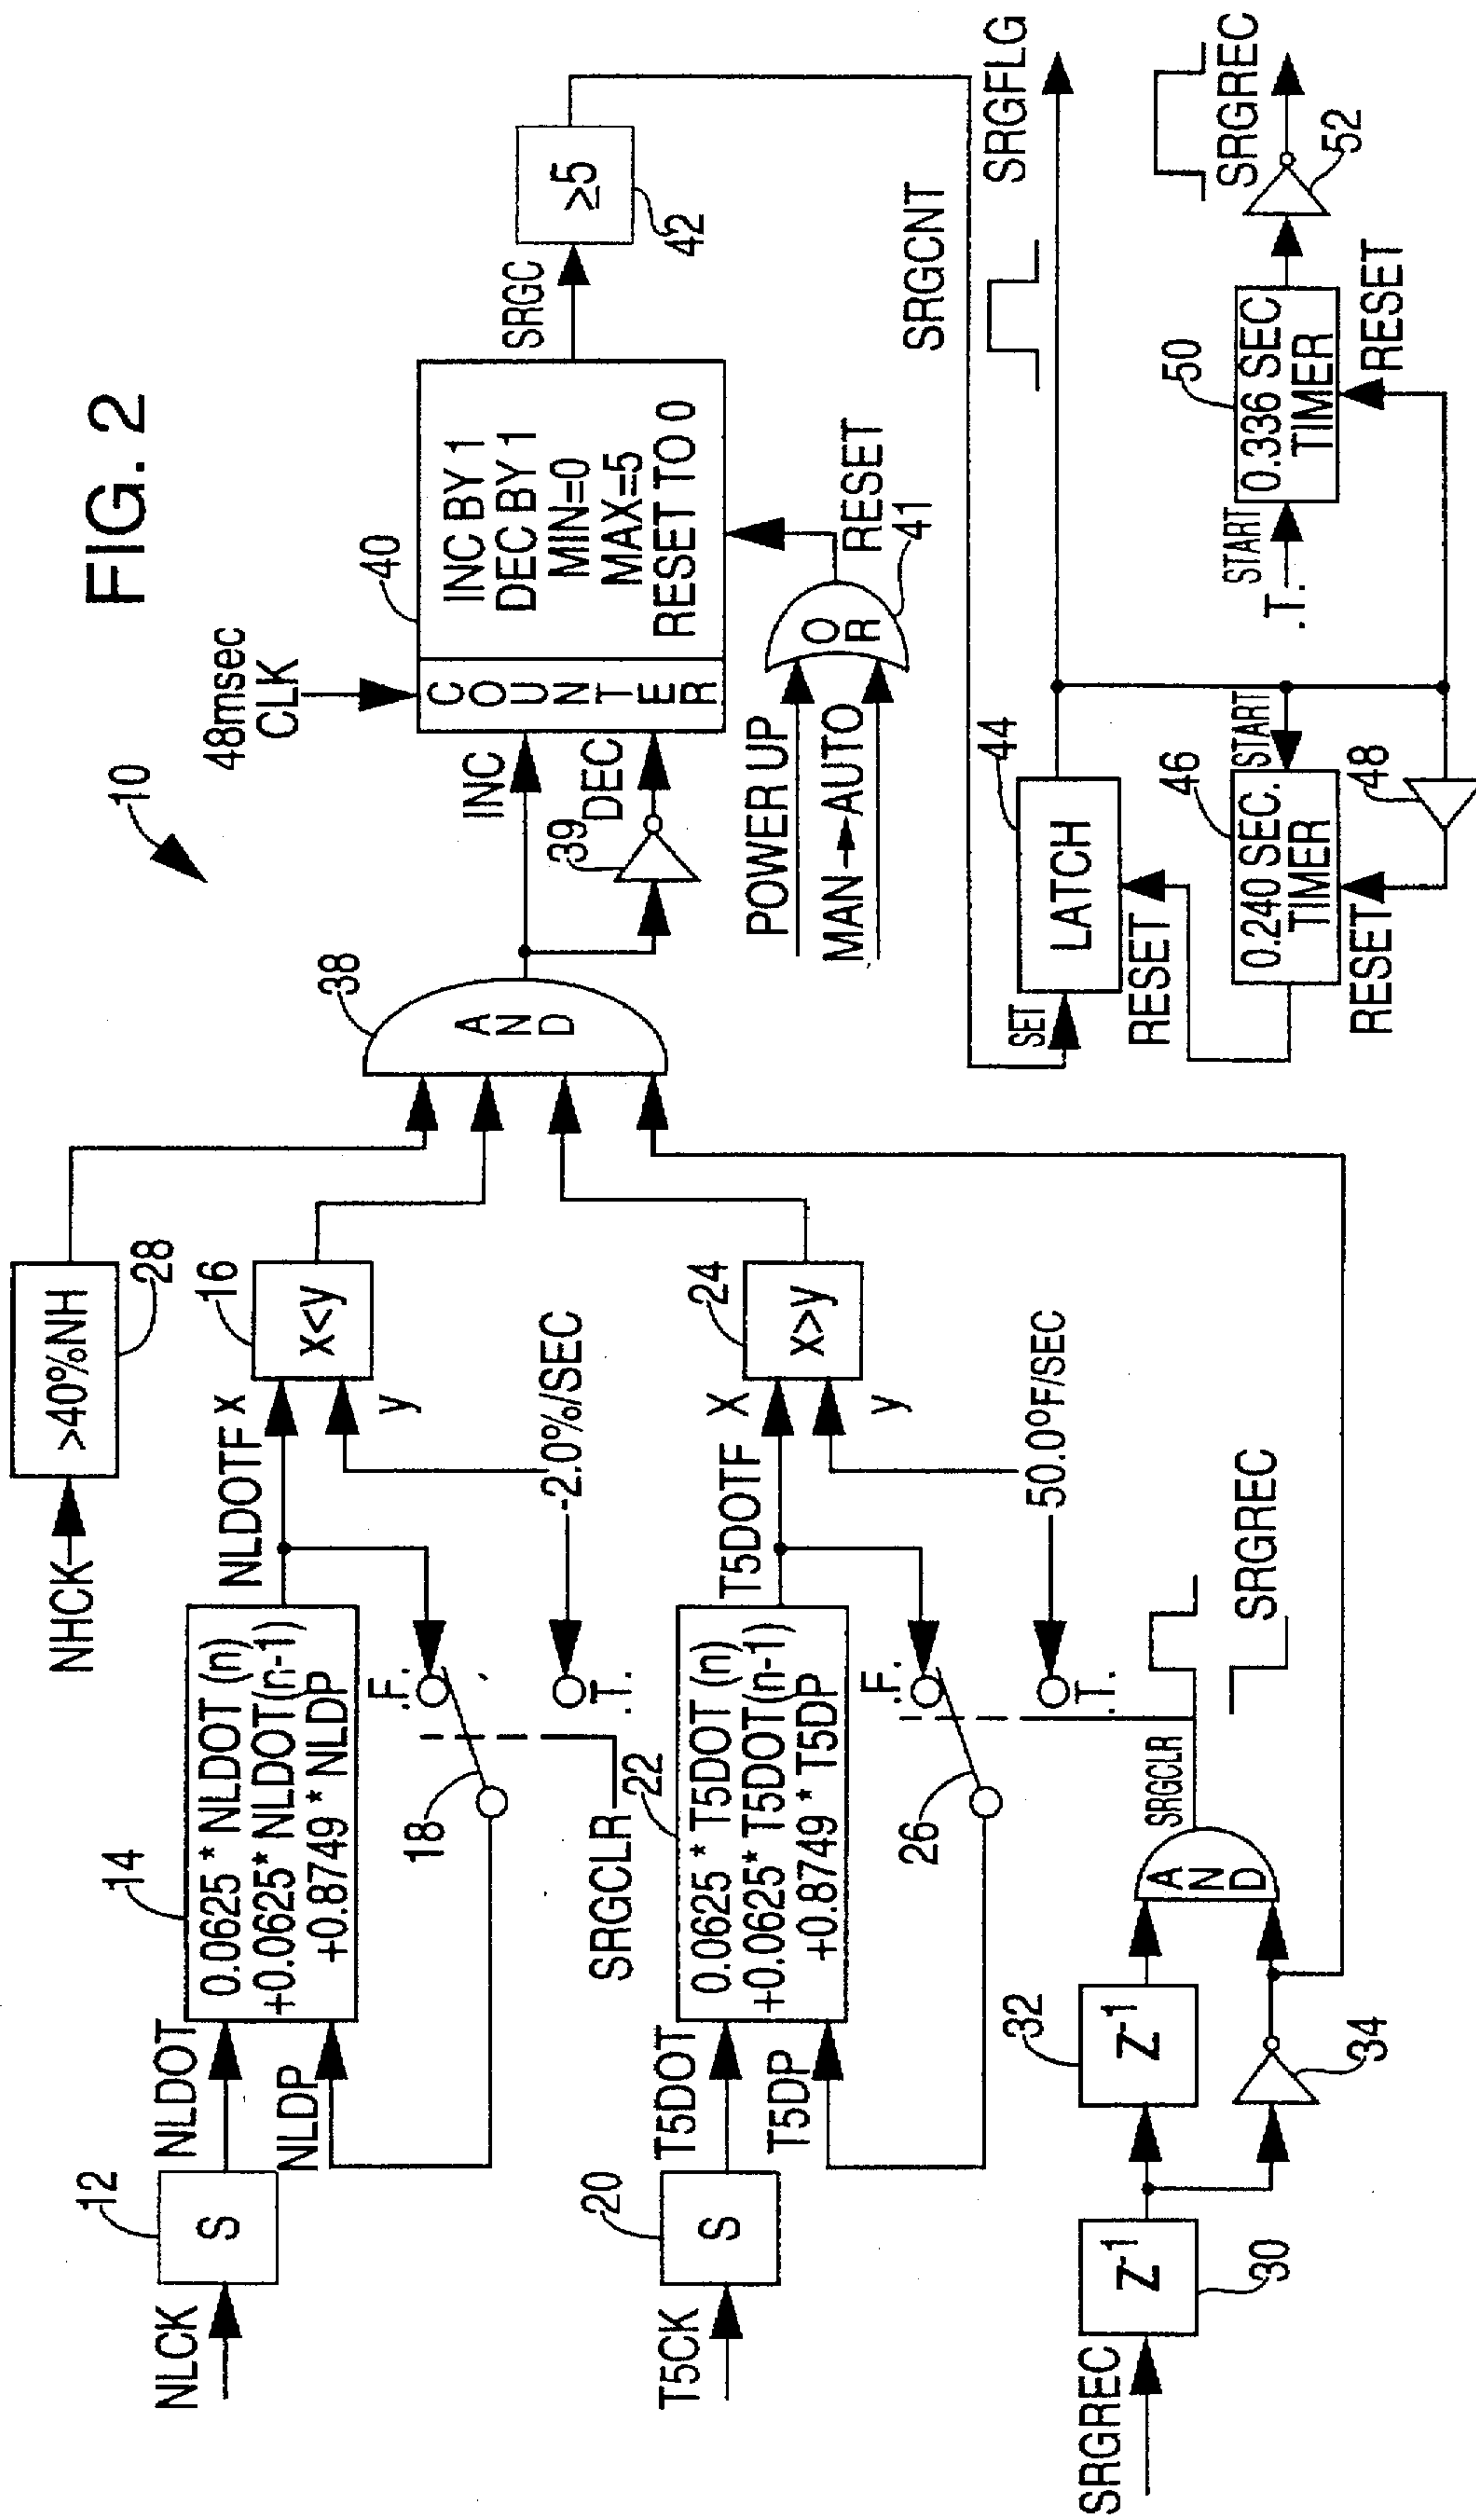 FIG. 2
10
NHCK
>40%NH
28
NLCK
12
S
NLDOT
NLDP
14
0.0625 * NLDOT (n)
+0.0625* NLDOT(n-1)
+0.8749 * NLDP
NLDOTF
X
y
16
x<y
-2.0%/SEC
.F.
.T.
18
SRGCLR
T5CK
20
S
T5DOT
T5DP
22
0.0625 * T5DOT (n)
+0.0625* T5DOT(n-1)
+0.8749 * T5DP
T5DOTF
X
y
24
x>y
50.0°F/SEC
.F.
.T.
26
SRGREC
30
Z-1
32
Z-1
34
AND
SRGCLR
SRGREC
38
AND
39
INC
DEC
48msec
CLK
40
COUNTER
INC BY 1
DEC BY 1
MIN=0
MAX=5
RESET TO 0
POWER UP
MAN→AUTO
OR
41
RESET
SRGC
≥5
42
SRGCNT
SET
44
LATCH
RESET
SRGFLG
46
0.240 SEC.
TIMER
START
RESET
48
.T.
START
50
0.336 SEC
TIMER
RESET
52
SRGREC